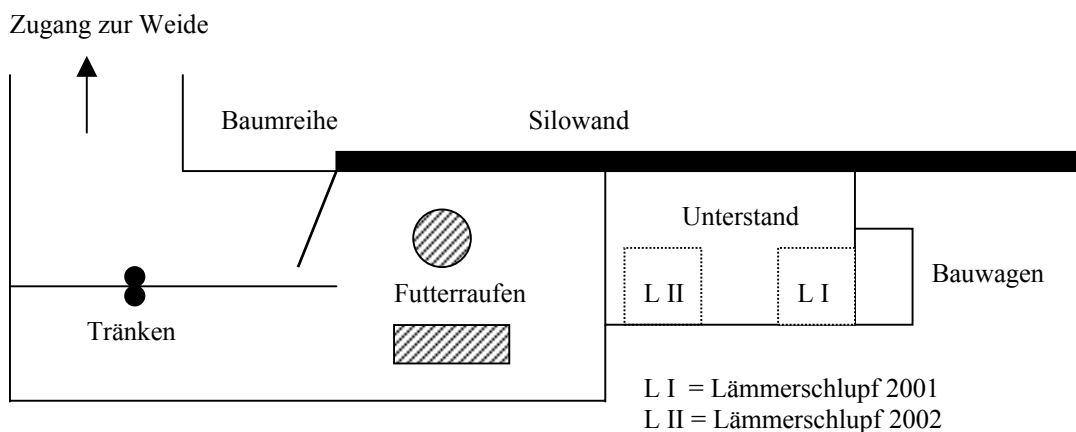 Zugang zur Weide
Baumreihe
Silowand
Unterstand
Bauwagen
Futterraufen
L II
L I
Tränken
L I = Lämmerschlupf 2001
L II = Lämmerschlupf 2002